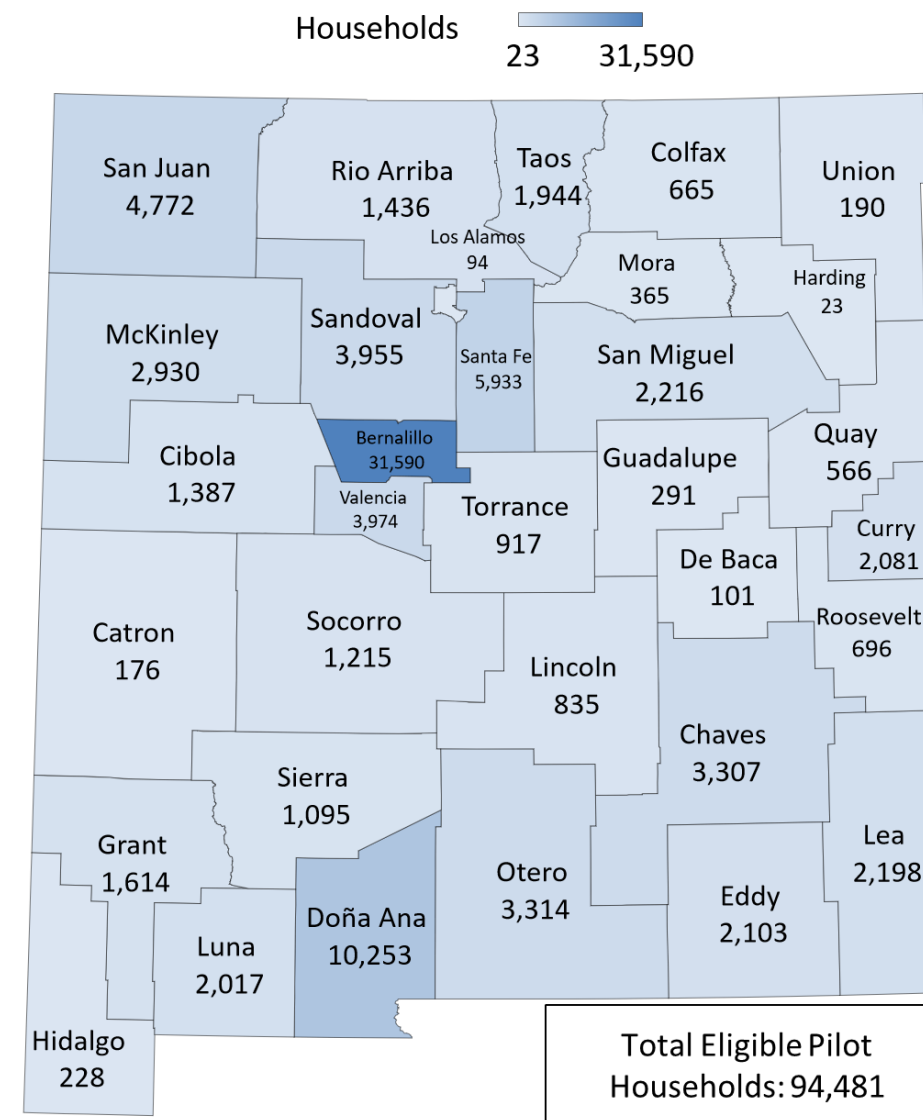 Households
23 31,590
San Juan
4,772
Rio Arriba
1,436
Taos
1,944
Colfax
665
Union
190
Los Alamos
94
Mora
365
Harding
23
McKinley
2,930
Sandoval
3,955
Santa Fe
5,933
San Miguel
2,216
Quay
566
Bernalillo
31,590
Cibola
1,387
Valencia
3,974
Torrance
917
Guadalupe
291
Curry
2,081
De Baca
101
Roosevelt
696
Catron
176
Socorro
1,215
Lincoln
835
Chaves
3,307
Sierra
1,095
Grant
1,614
Doña Ana
10,253
Otero
3,314
Eddy
2,103
Lea
2,198
Luna
2,017
Hidalgo
228
Total Eligible Pilot
Households: 94,481